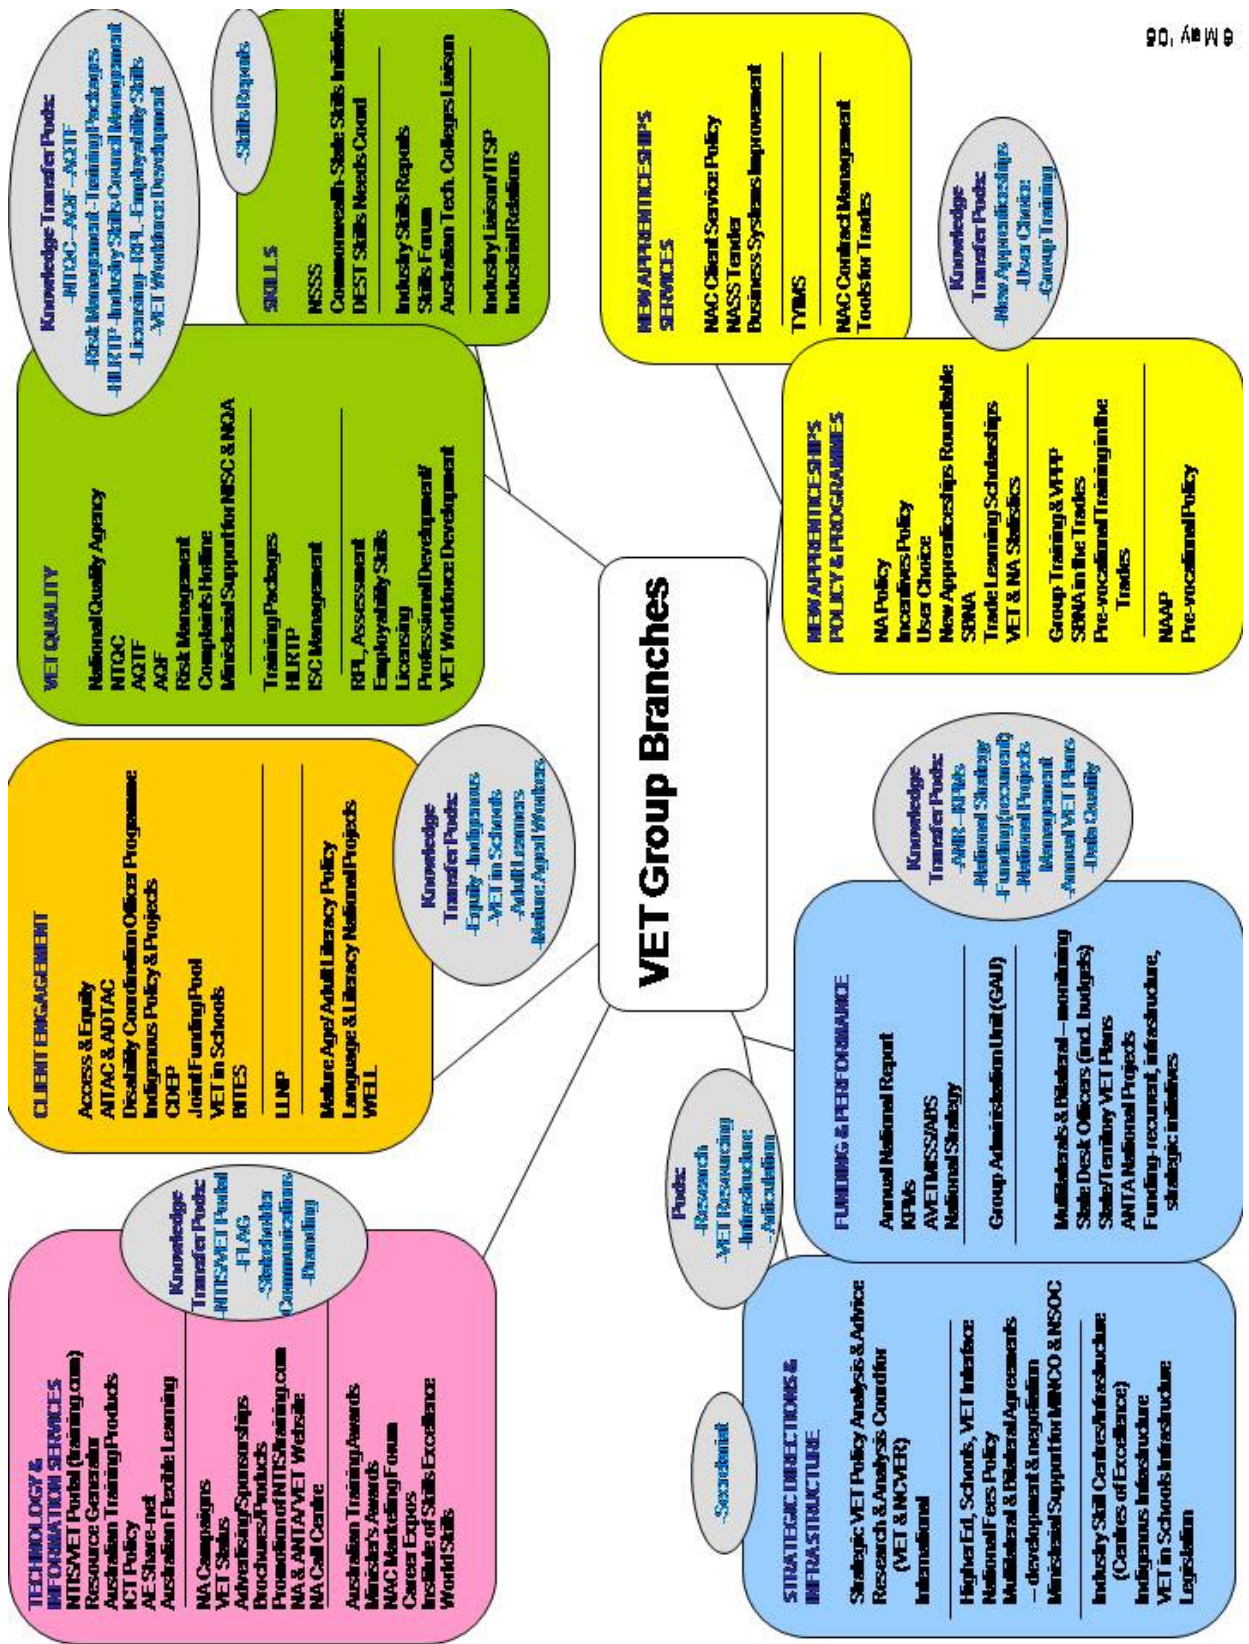 VET Group Branches
TECHNOLOGY &
INFORMATION SERVICES
NTIS/VET Portal (training.com)
Resource Generator
Australian Training Products
ICT Policy
AEShare-net
Australian Flexible Learning
NA Campaigns
VET Status
Advertising/Sponsorships
Brochures/Products
Promotion of NTIS/training.com
NA & ANTA/VET Website
NA Call Centre
Australian Training Awards
Minister's Awards
NAC Marketing Forum
Career Expos
Institute of Skills Excellence
World Skills
Knowledge
Transfer Pods:
-NTIS/VET Portal
-FLAG
-Stakeholder
Communications
-Branding
CLIENT ENGAGEMENT
Access & Equity
AITAC & ADTAC
Disability Coordination Officer Programme
Indigenous Policy & Projects
CDEP
Joint Funding Pool
VET in Schools
BITES
LLNP
Mature Age/ Adult Literacy Policy
Language & Literacy National Projects
WELL
Knowledge
Transfer Pods:
-Equity -Indigenous
-VET in Schools
-Adult Learners
-Mature Aged Workers
VET QUALITY
National Quality Agency
NTQC
AQTF
AQF
Risk Management
Complaints Hotline
Ministerial Support for NISC & NQA
Training Packages
HLRTP
ISC Management
RPL, Assessment
Employability Skills
Licensing
Professional Development/
VET Workforce Development
Knowledge Transfer Pods:
-NTQC -AQF -AQTF
-Risk Management -Training Packages
-HLRTP -Industry Skills Council Management
-Licensing -RPL -Employability Skills
-VET Workforce Development
SKILLS
NSSS
Commonwealth-State Skills Initiatives
DEST Skills Needs Coord
Industry Skills Reports
Skills Forum
Australian Tech. Colleges Liaison
Industry Liaison/ITSP
Industrial Relations
-Skills Reports
STRATEGIC DIRECTIONS &
INFRASTRUCTURE
Strategic VET Policy Analysis & Advice
Research & Analysis Coord for
(VET & NCVER)
International
Higher Ed, Schools, VET Interface
National Fees Policy
Multilateral & Bilateral Agreements
– development & negotiation
Ministerial Support for MINCO & NSOC
Industry Skill Centres/Infrastructure
(Centres of Excellence)
Indigenous Infrastructure
VET in Schools Infrastructure
Legislation
-Secretariat
Pods:
-Research
-VET Resourcing
-Infrastructure
-Articulation
FUNDING & PERFORMANCE
Annual National Report
KPMs
AVETMISS/ABS
National Strategy
Group Administration Unit (GAU)
Multilaterals & Bilateral – monitoring
State Desk Officers (incl. budgets)
State/Territory VET Plans
ANTA National Projects
Funding-recurrent, infrastructure,
strategic initiatives
Knowledge
Transfer Pods:
-ANR -KPMs
-National Strategy
-Funding (recurrent)
-National Projects
Management
-Annual VET Plans
-Data Quality
NEW APPRENTICESHIPS
POLICY & PROGRAMMES
NA Policy
Incentives Policy
User Choice
New Apprenticeships Roundtable
SBNA
Trade Learning Scholarships
VET & NA Statistics
Group Training & VPPP
SBNA in the Trades
Pre-vocational Training in the
Trades
NAAP
Pre-vocational Policy
NEW APPRENTICESHIPS
SERVICES
NAC Client Service Policy
NASS Tender
Business Systems Improvement
TYIMS
NAC Contract Management
Tools for Trades
Knowledge
Transfer Pods:
-New Apprenticeships
-User Choice
-Group Training